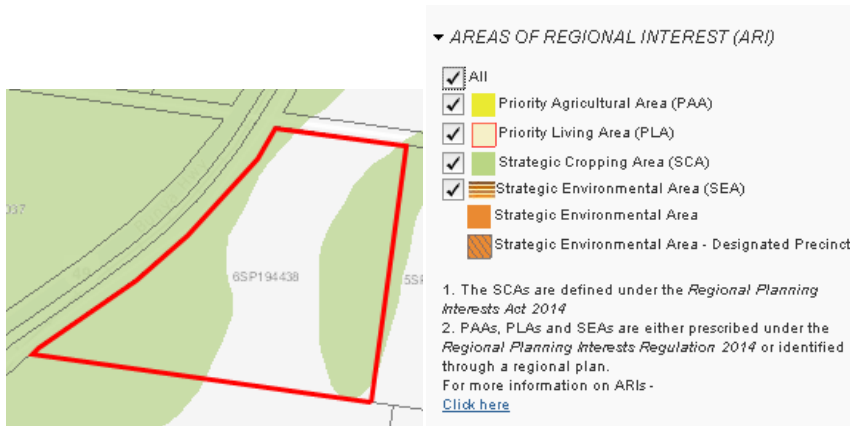 AREAS OF REGIONAL INTEREST (ARI)
All
Priority Agricultural Area (PAA)
Priority Living Area (PLA)
Strategic Cropping Area (SCA)
Strategic Environmental Area (SEA)
Strategic Environmental Area
Strategic Environmental Area - Designated Precinct
1. The SCAs are defined under the Regional Planning
Interests Act 2014
2. PAAs, PLAs and SEAs are either prescribed under the
Regional Planning Interests Regulation 2014 or identified
through a regional plan.
For more information on ARIs -
Click here
037
6SP194438
5SP